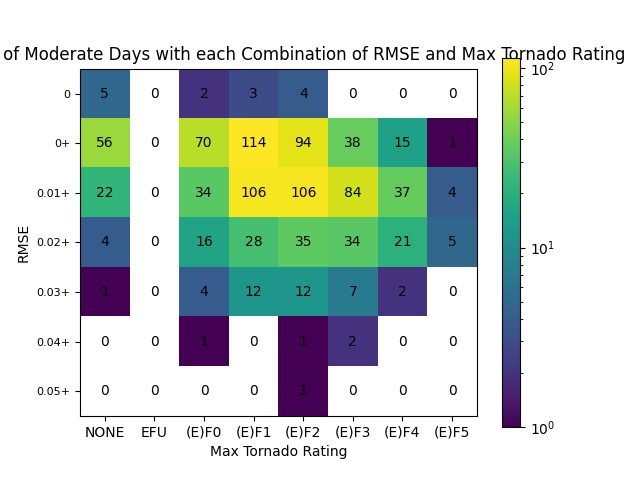 of Moderate Days with each Combination of RMSE and Max Tornado Rating
RMSE
0 5 0 2 3 4 0 0 0
0+ 56 0 70 114 94 38 15 1
0.01+ 22 0 34 106 106 84 37 4
0.02+ 4 0 16 28 35 34 21 5
0.03+ 1 0 4 12 12 7 2 0
0.04+ 0 0 1 0 1 2 0 0
0.05+ 0 0 0 0 1 0 0 0
NONE EFU (E)F0 (E)F1 (E)F2 (E)F3 (E)F4 (E)F5
Max Tornado Rating
10²
10¹
10⁰